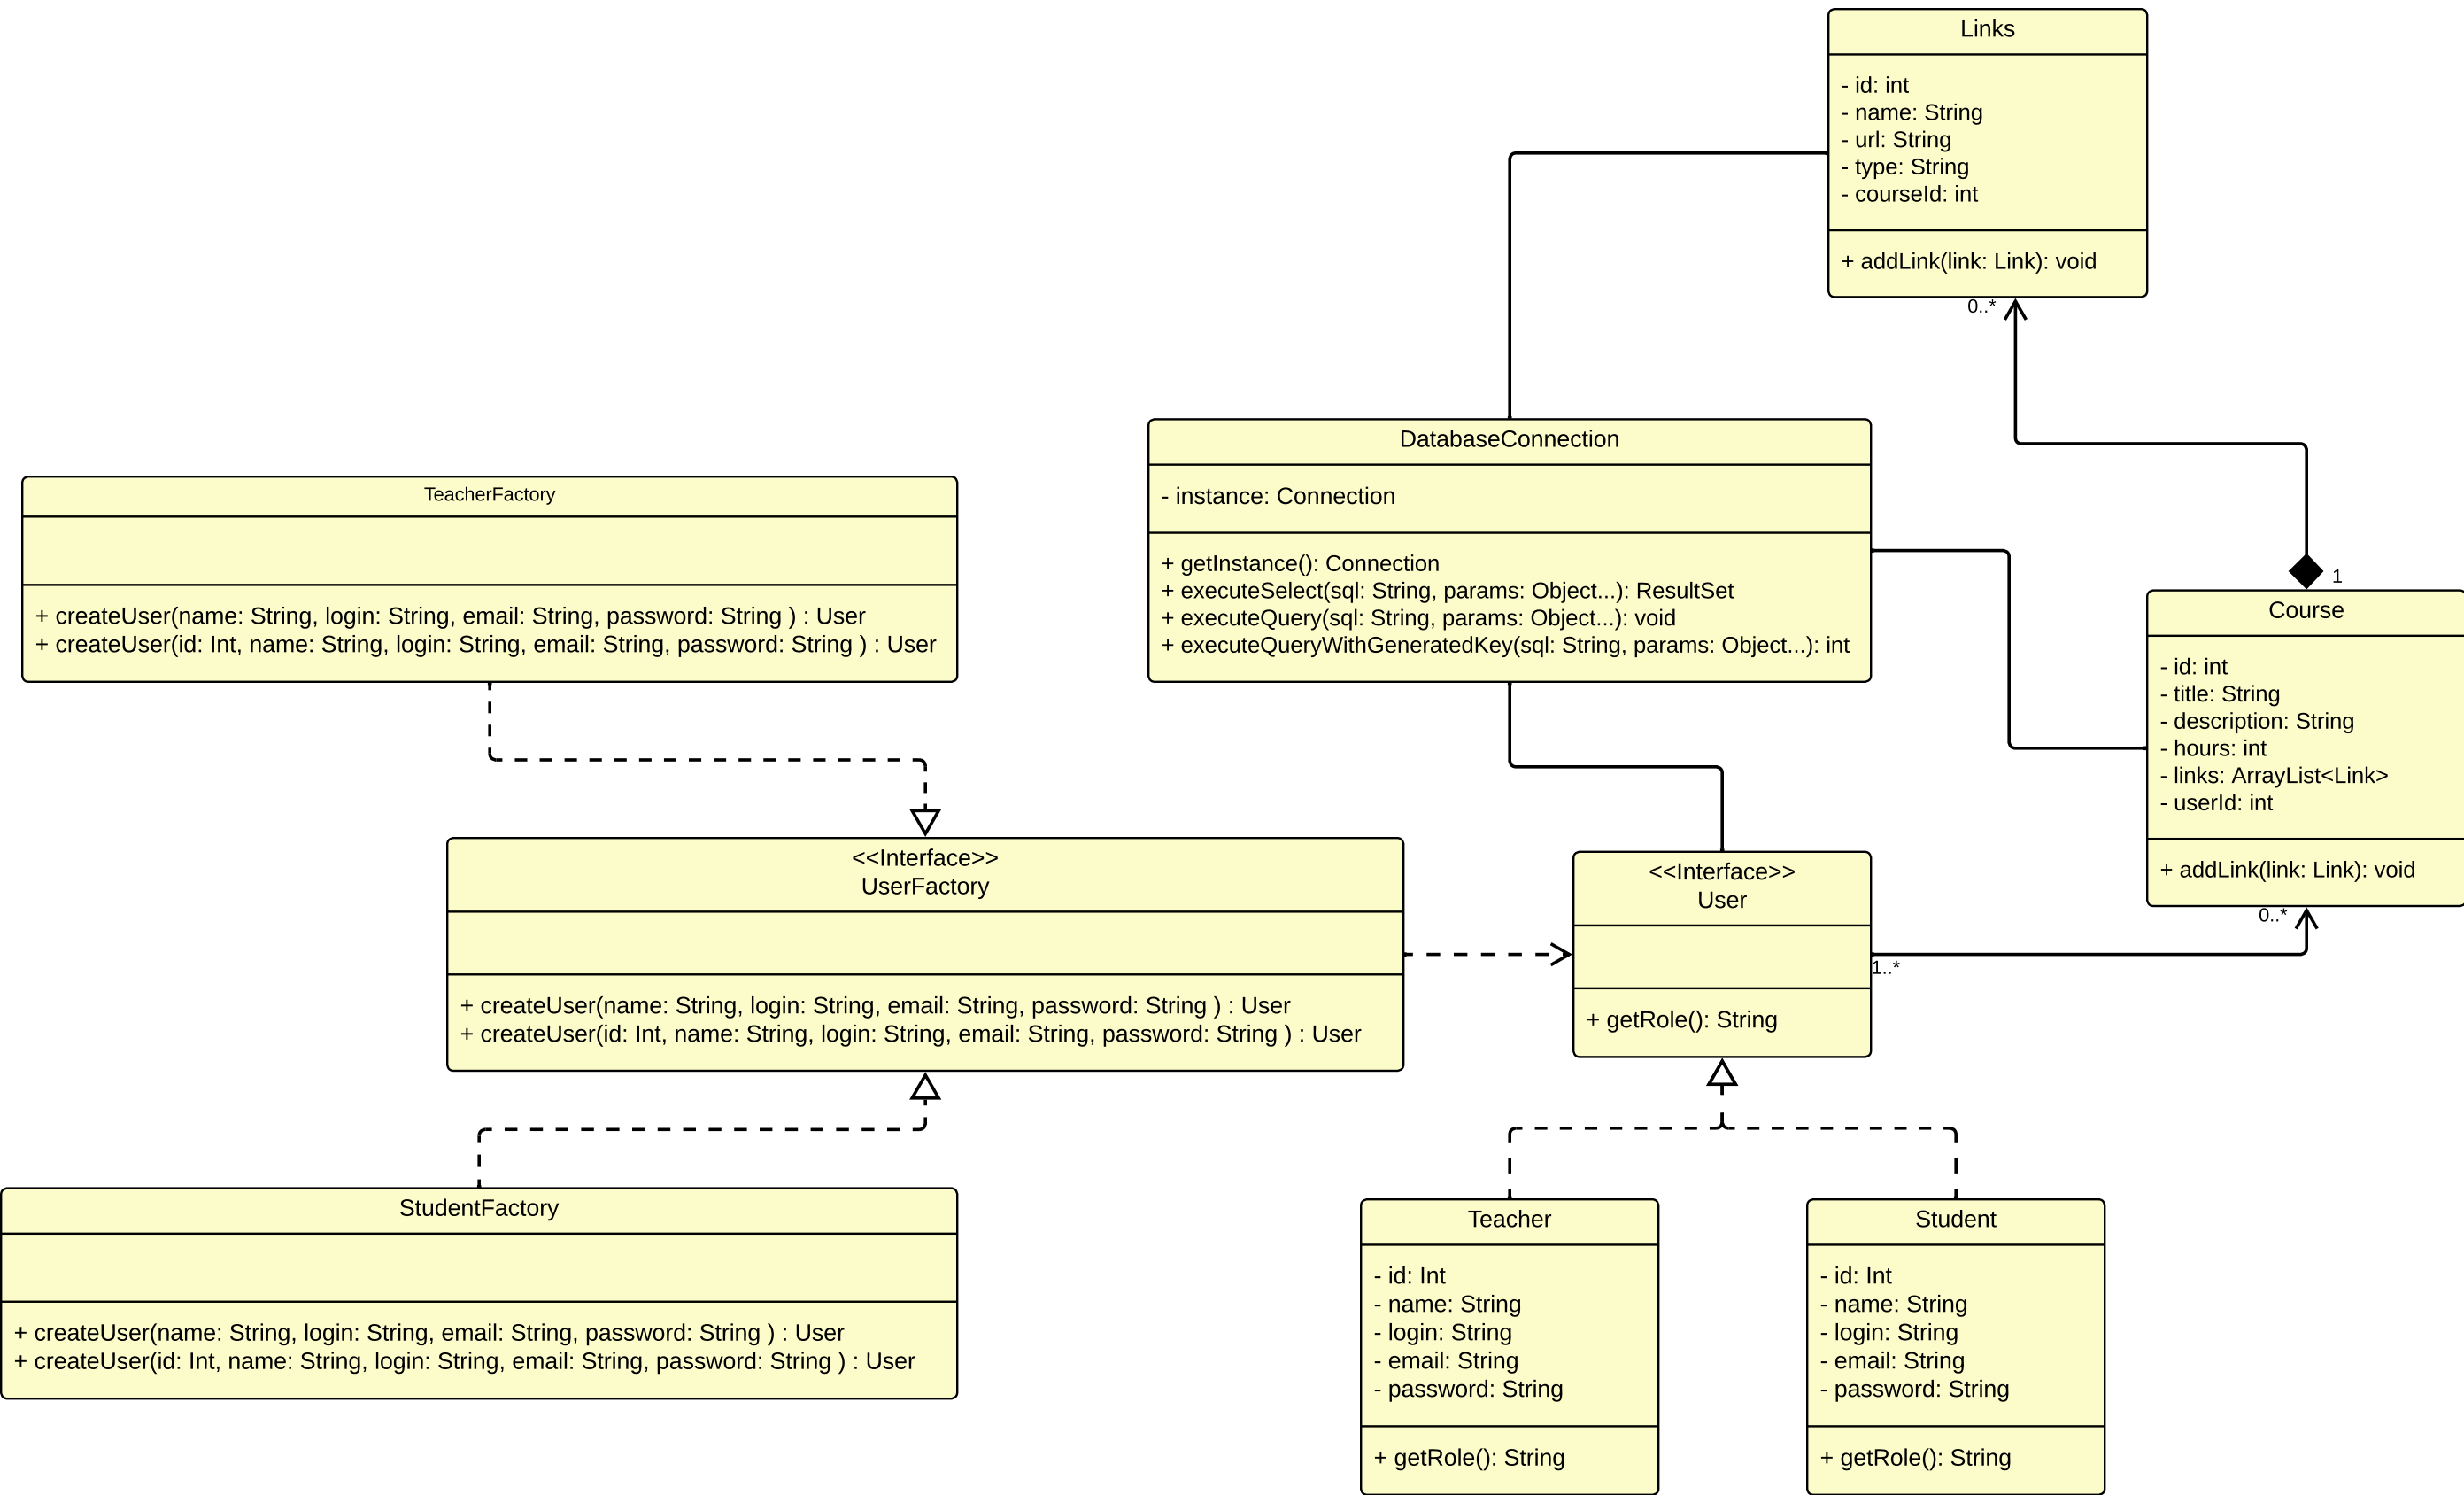 Links
- id: int
- name: String
- url: String
- type: String
- courseId: int
+ addLink(link: Link): void
0..*
DatabaseConnection
- instance: Connection
+ getInstance(): Connection
+ executeSelect(sql: String, params: Object...): ResultSet
+ executeQuery(sql: String, params: Object...): void
+ executeQueryWithGeneratedKey(sql: String, params: Object...): int
TeacherFactory
+ createUser(name: String, login: String, email: String, password: String ) : User
+ createUser(id: Int, name: String, login: String, email: String, password: String ) : User
1
Course
- id: int
- title: String
- description: String
- hours: int
- links: ArrayList<Link>
- userId: int
+ addLink(link: Link): void
0..*
<<Interface>>
UserFactory
+ createUser(name: String, login: String, email: String, password: String ) : User
+ createUser(id: Int, name: String, login: String, email: String, password: String ) : User
<<Interface>>
User
+ getRole(): String
1..*
StudentFactory
+ createUser(name: String, login: String, email: String, password: String ) : User
+ createUser(id: Int, name: String, login: String, email: String, password: String ) : User
Teacher
- id: Int
- name: String
- login: String
- email: String
- password: String
+ getRole(): String
Student
- id: Int
- name: String
- login: String
- email: String
- password: String
+ getRole(): String